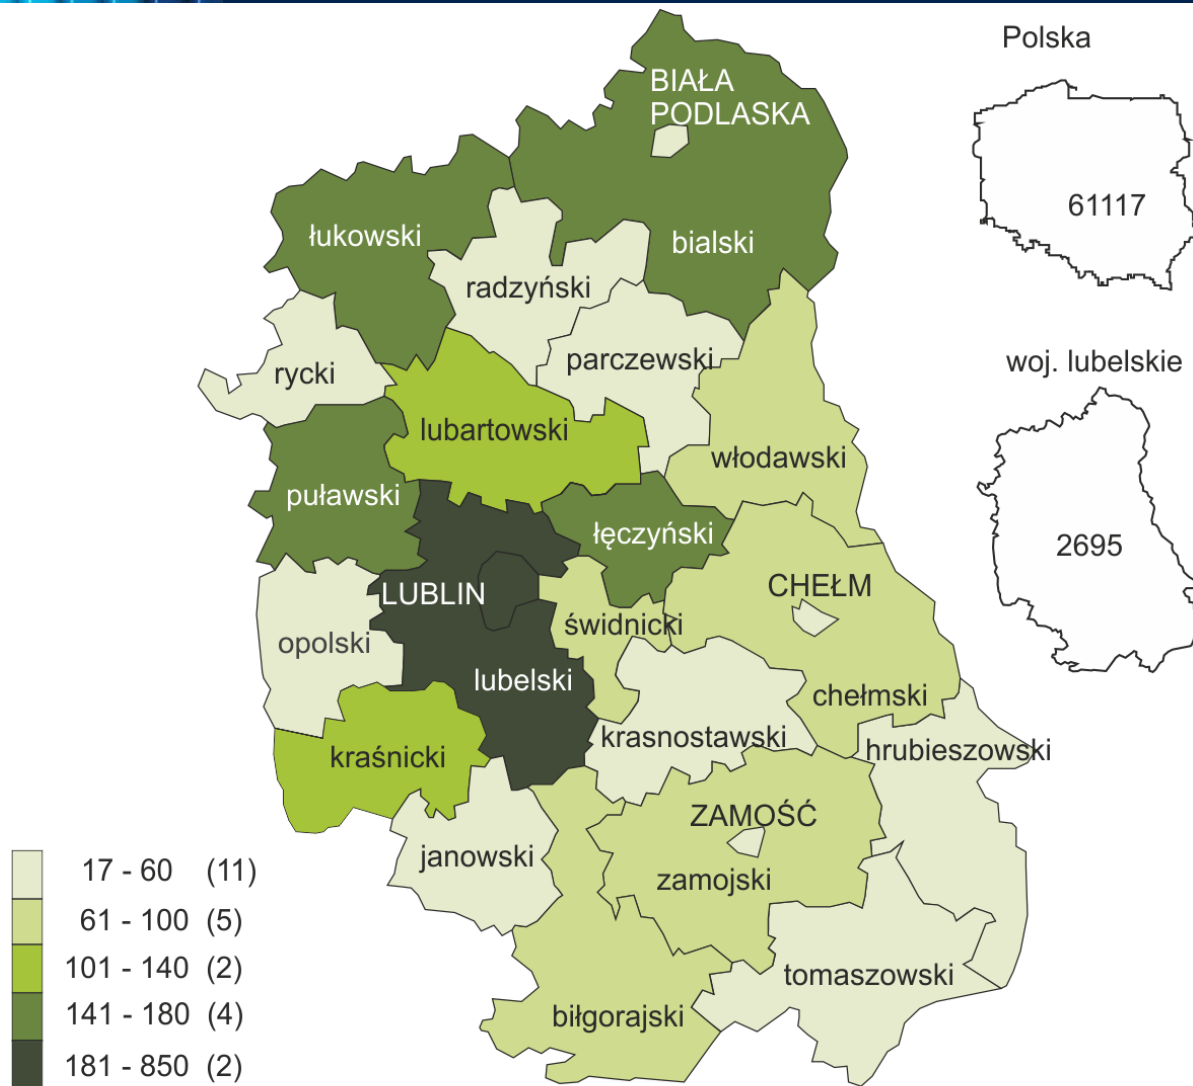 Polska
61117
woj. lubelskie
2695
BIAŁA
PODLASKA
łukowski
bialski
radzyński
parczewski
rycki
lubartowski
włodawski
puławski
łęczyński
LUBLIN
CHEŁM
świdnicki
opolski
lubelski
chełmski
krasnostawski
hrubieszowski
kraśnicki
ZAMOŚĆ
janowski
zamojski
tomaszowski
biłgorajski
17 - 60 (11)
61 - 100 (5)
101 - 140 (2)
141 - 180 (4)
181 - 850 (2)